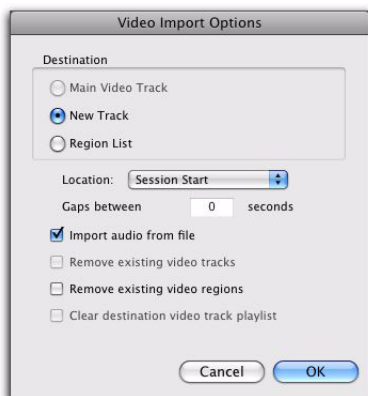 Video Import Options
Destination
Main Video Track
New Track
Region List
Location: Session Start
Gaps between 0 seconds
Import audio from file
Remove existing video tracks
Remove existing video regions
Clear destination video track playlist
Cancel OK